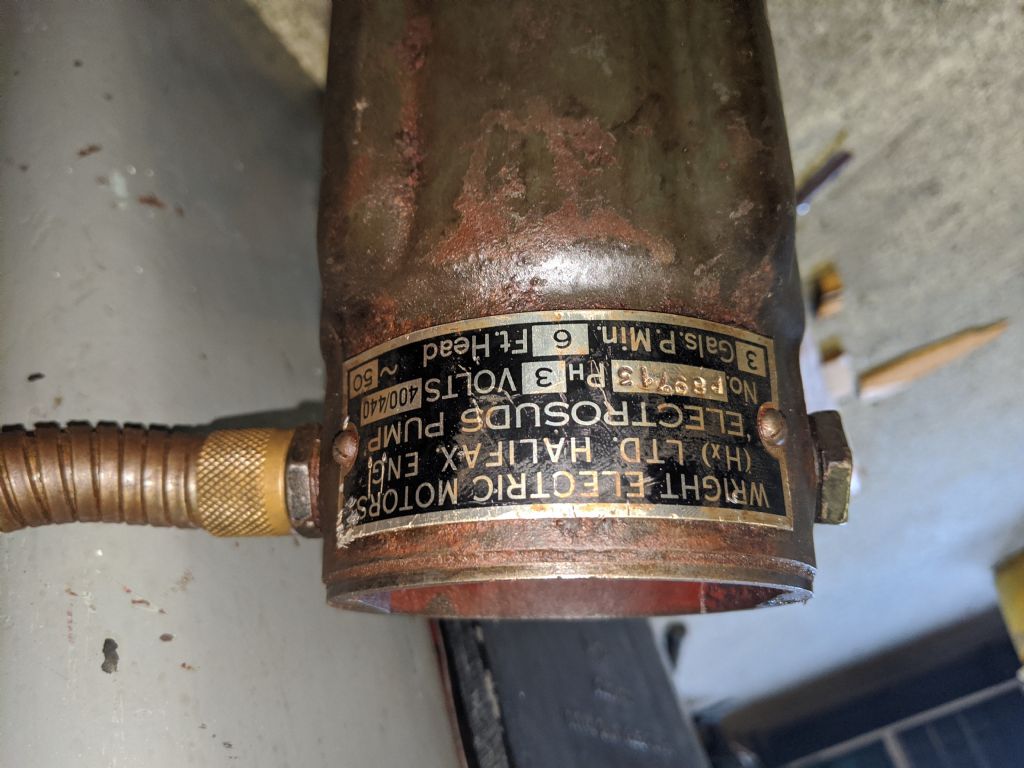 WRIGHT ELECTRIC MOTORS
(Hx) LTD HALIFAX, ENG.
"ELECTROSUDS" PUMP
No. P89713 PH 3 VOLTS 400/440
3 Gals. P. Min. 6 Ft. Head ~ 50